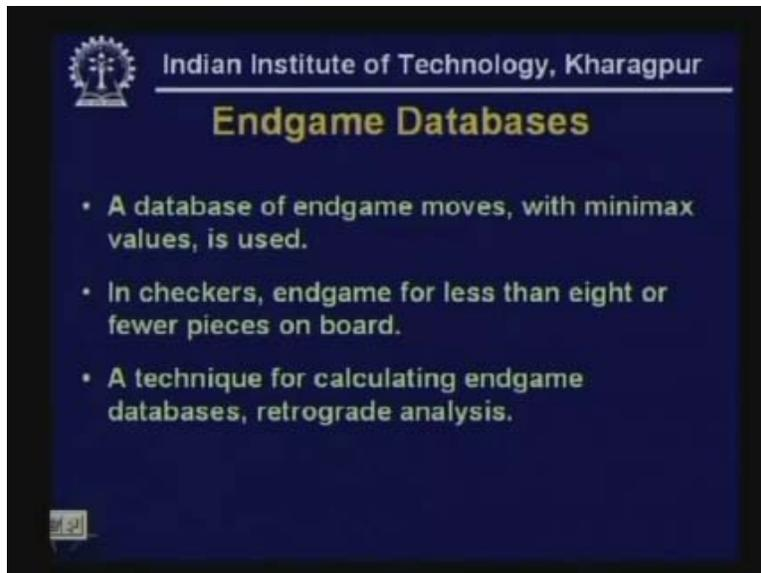 Indian Institute of Technology, Kharagpur
Endgame Databases
• A database of endgame moves, with minimax
values, is used.
• In checkers, endgame for less than eight or
fewer pieces on board.
• A technique for calculating endgame
databases, retrograde analysis.